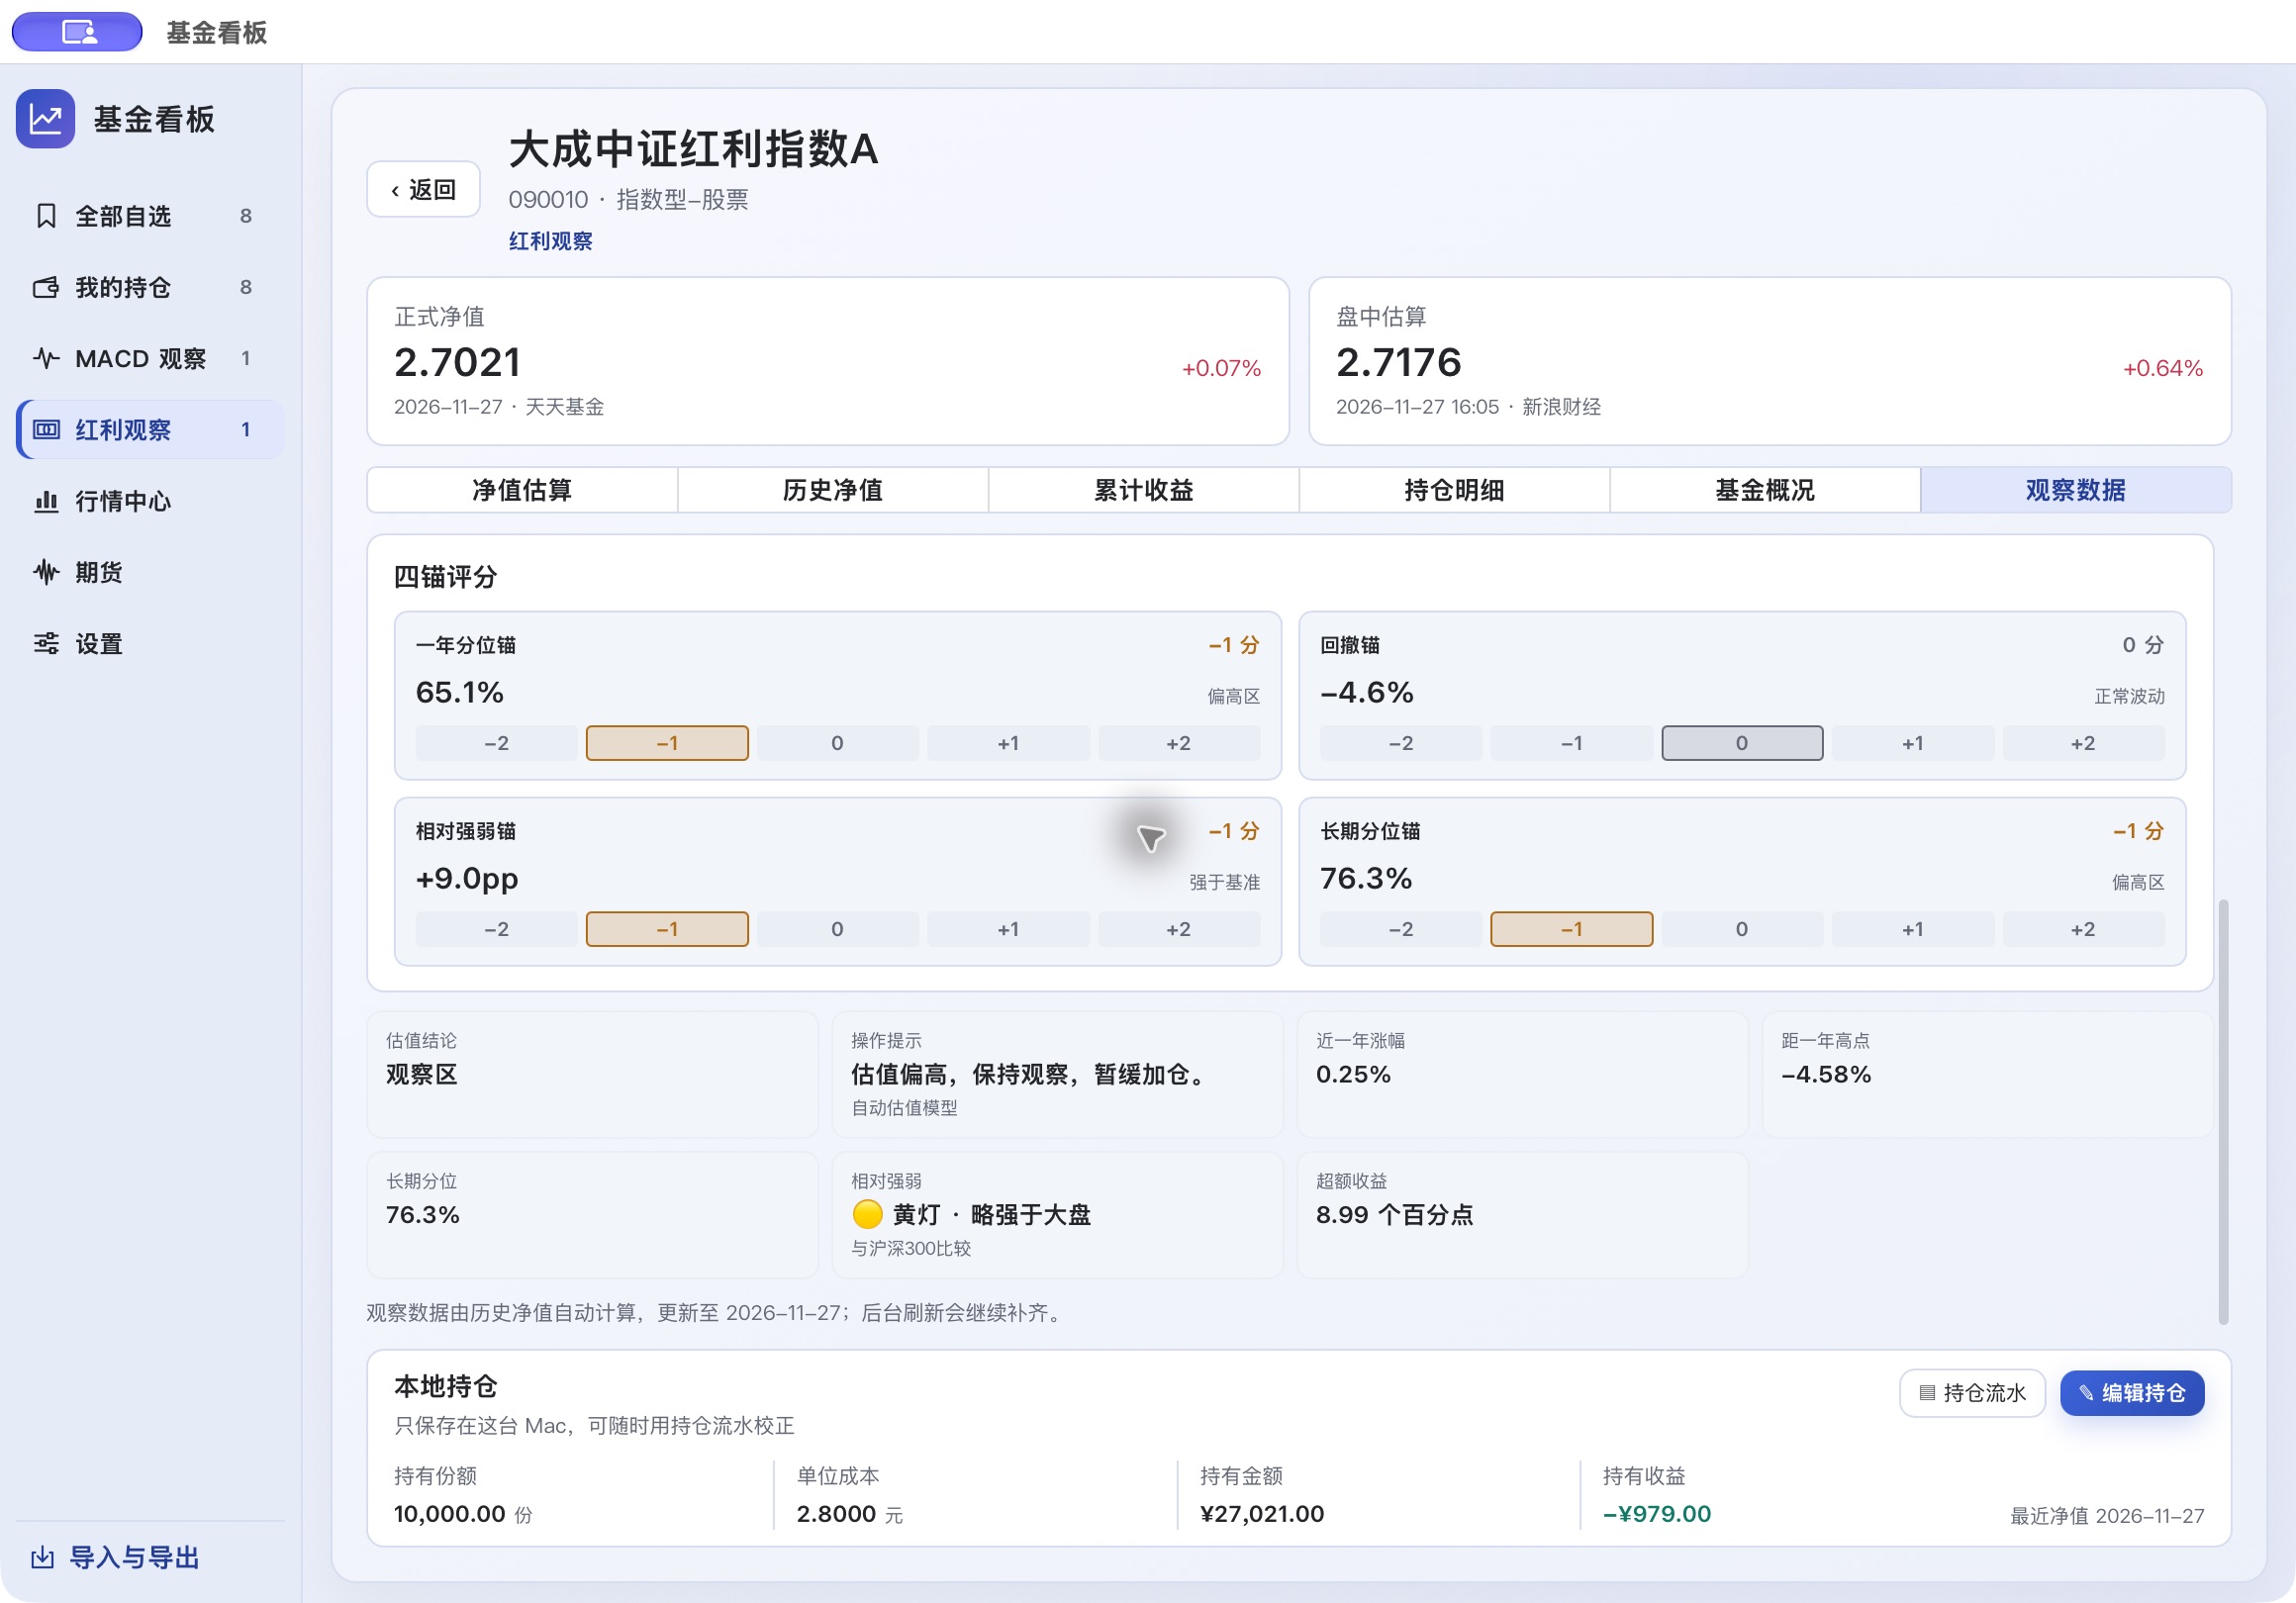 基金看板
基金看板
全部自选 8
我的持仓 8
MACD 观察 1
红利观察 1
行情中心
期货
设置
导入与导出
‹ 返回
大成中证红利指数A
090010 · 指数型–股票
红利观察
正式净值
2.7021 +0.07%
2026–11–27 · 天天基金
盘中估算
2.7176 +0.64%
2026–11–27 16:05 · 新浪财经
净值估算 历史净值 累计收益 持仓明细 基金概况 观察数据
四锚评分
一年分位锚 –1 分
65.1% 偏高区
–2 –1 0 +1 +2
回撤锚 0 分
–4.6% 正常波动
–2 –1 0 +1 +2
相对强弱锚 –1 分
+9.0pp 强于基准
–2 –1 0 +1 +2
长期分位锚 –1 分
76.3% 偏高区
–2 –1 0 +1 +2
估值结论
观察区
操作提示
估值偏高，保持观察，暂缓加仓。
自动估值模型
近一年涨幅
0.25%
距一年高点
–4.58%
长期分位
76.3%
相对强弱
黄灯 · 略强于大盘
与沪深300比较
超额收益
8.99 个百分点
观察数据由历史净值自动计算，更新至 2026–11–27；后台刷新会继续补齐。
本地持仓
只保存在这台 Mac，可随时用持仓流水校正
持仓流水
✎ 编辑持仓
持有份额
10,000.00 份
单位成本
2.8000 元
持有金额
¥27,021.00
持有收益
–¥979.00
最近净值 2026–11–27